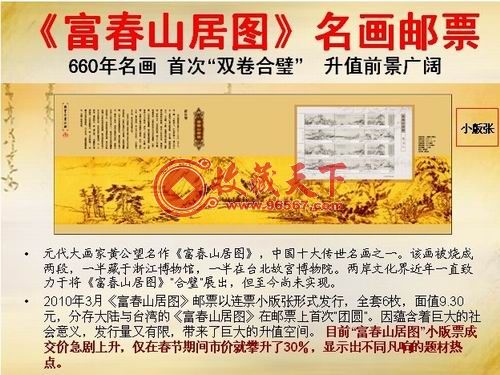 《富春山居图》名画邮票
660年名画 首次“双卷合璧” 升值前景广阔
小版张
收藏天下
www.96567.com
• 元代大画家黄公望名作《富春山居图》，中国十大传世名画之一。该画被烧成
两段，一半藏于浙江博物馆，一半在台北故宫博物院。两岸文化界近年一直致
力于将《富春山居图》“合璧”展出，但至今尚未实现。
• 2010年3月《富春山居图》邮票以连票小版张形式发行，全套6枚，面值9.30
元，分存大陆与台湾的《富春山居图》在邮票上首次“团圆”。因蕴含着巨大的社
会意义，发行量又有限，带来了巨大的升值空间。 目前“富春山居图”小版票成
交价急剧上升，仅在春节期间市价就攀升了30%，显示出不同凡响的题材热
点。